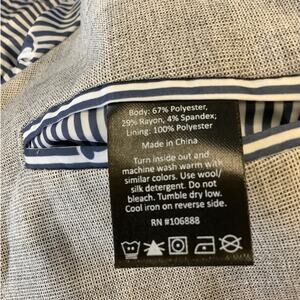 Body: 67% Polyester,
29% Rayon, 4% Spandex;
Lining: 100% Polyester
Made in China
Turn inside out and
machine wash warm with
similar colors. Use wool/
silk detergent. Do not
bleach. Tumble dry low.
Cool iron on reverse side.
RN #106888